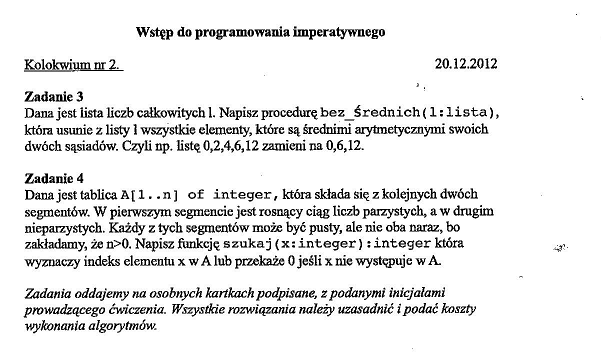 Wstęp do programowania imperatywnego
Kolokwium nr 2. 20.12.2012
Zadanie 3
Dana jest lista liczb całkowitych l. Napisz procedurę bez_średnich(l:lista),
która usunie z listy l wszystkie elementy, które są średnimi arytmetycznymi swoich
dwóch sąsiadów. Czyli np. listę 0,2,4,6,12 zamieni na 0,6,12.
Zadanie 4
Dana jest tablica A[1..n] of integer, która składa się z kolejnych dwóch
segmentów. W pierwszym segmencie jest rosnący ciąg liczb parzystych, a w drugim
nieparzystych. Każdy z tych segmentów może być pusty, ale nie oba naraz, bo
zakładamy, że n>0. Napisz funkcję szukaj(x:integer):integer która
wyznaczy indeks elementu x w A lub przekaże 0 jeśli x nie występuje w A.
Zadania oddajemy na osobnych kartkach podpisane, z podanymi inicjałami
prowadzącego ćwiczenia. Wszystkie rozwiązania należy uzasadnić i podać koszty
wykonania algorytmów.